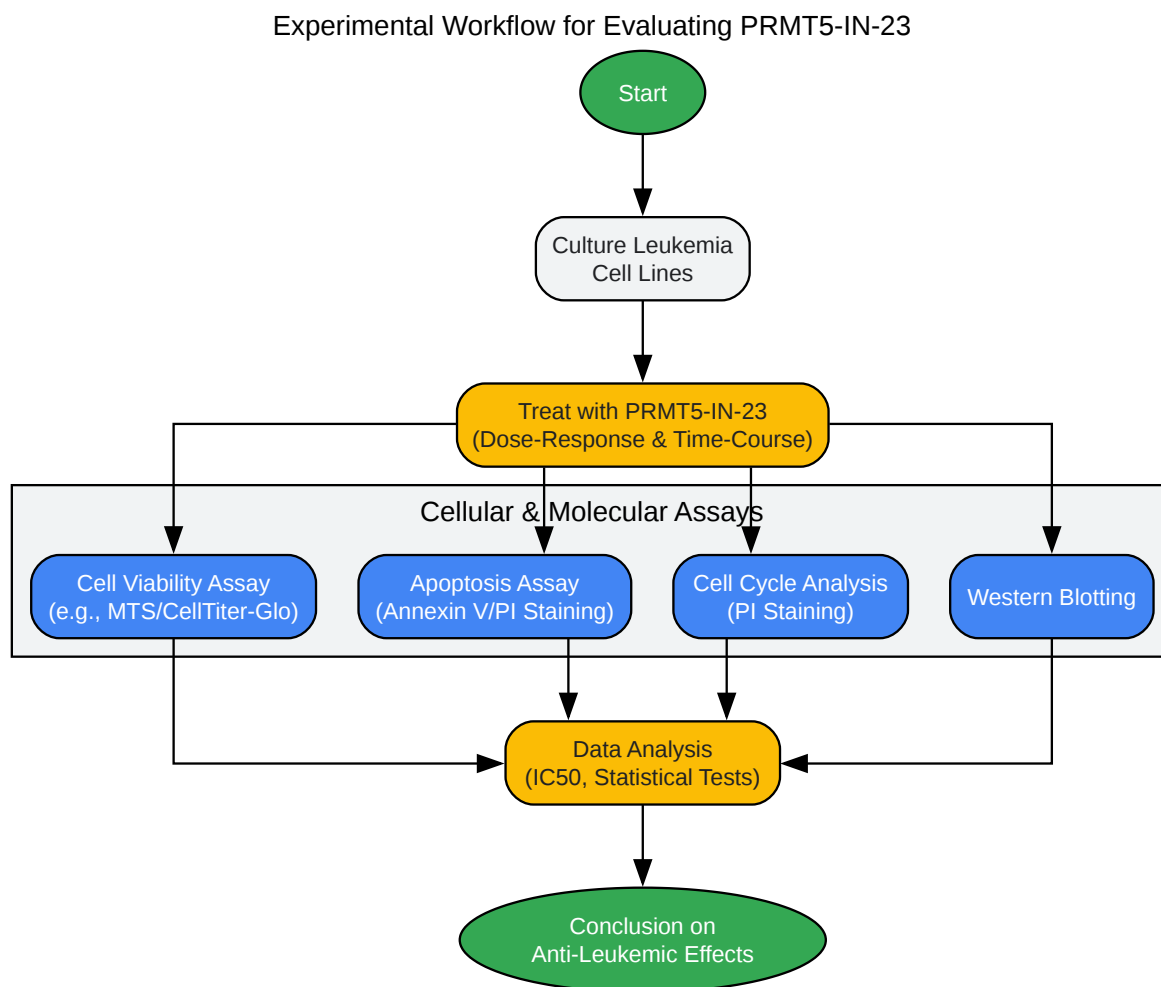 Experimental Workflow for Evaluating PRMT5-IN-23
Start
Culture Leukemia
Cell Lines
Treat with PRMT5-IN-23
(Dose-Response & Time-Course)
Cellular & Molecular Assays
Cell Viability Assay
(e.g., MTS/CellTiter-Glo)
Apoptosis Assay
(Annexin V/PI Staining)
Cell Cycle Analysis
(PI Staining)
Western Blotting
Data Analysis
(IC50, Statistical Tests)
Conclusion on
Anti-Leukemic Effects